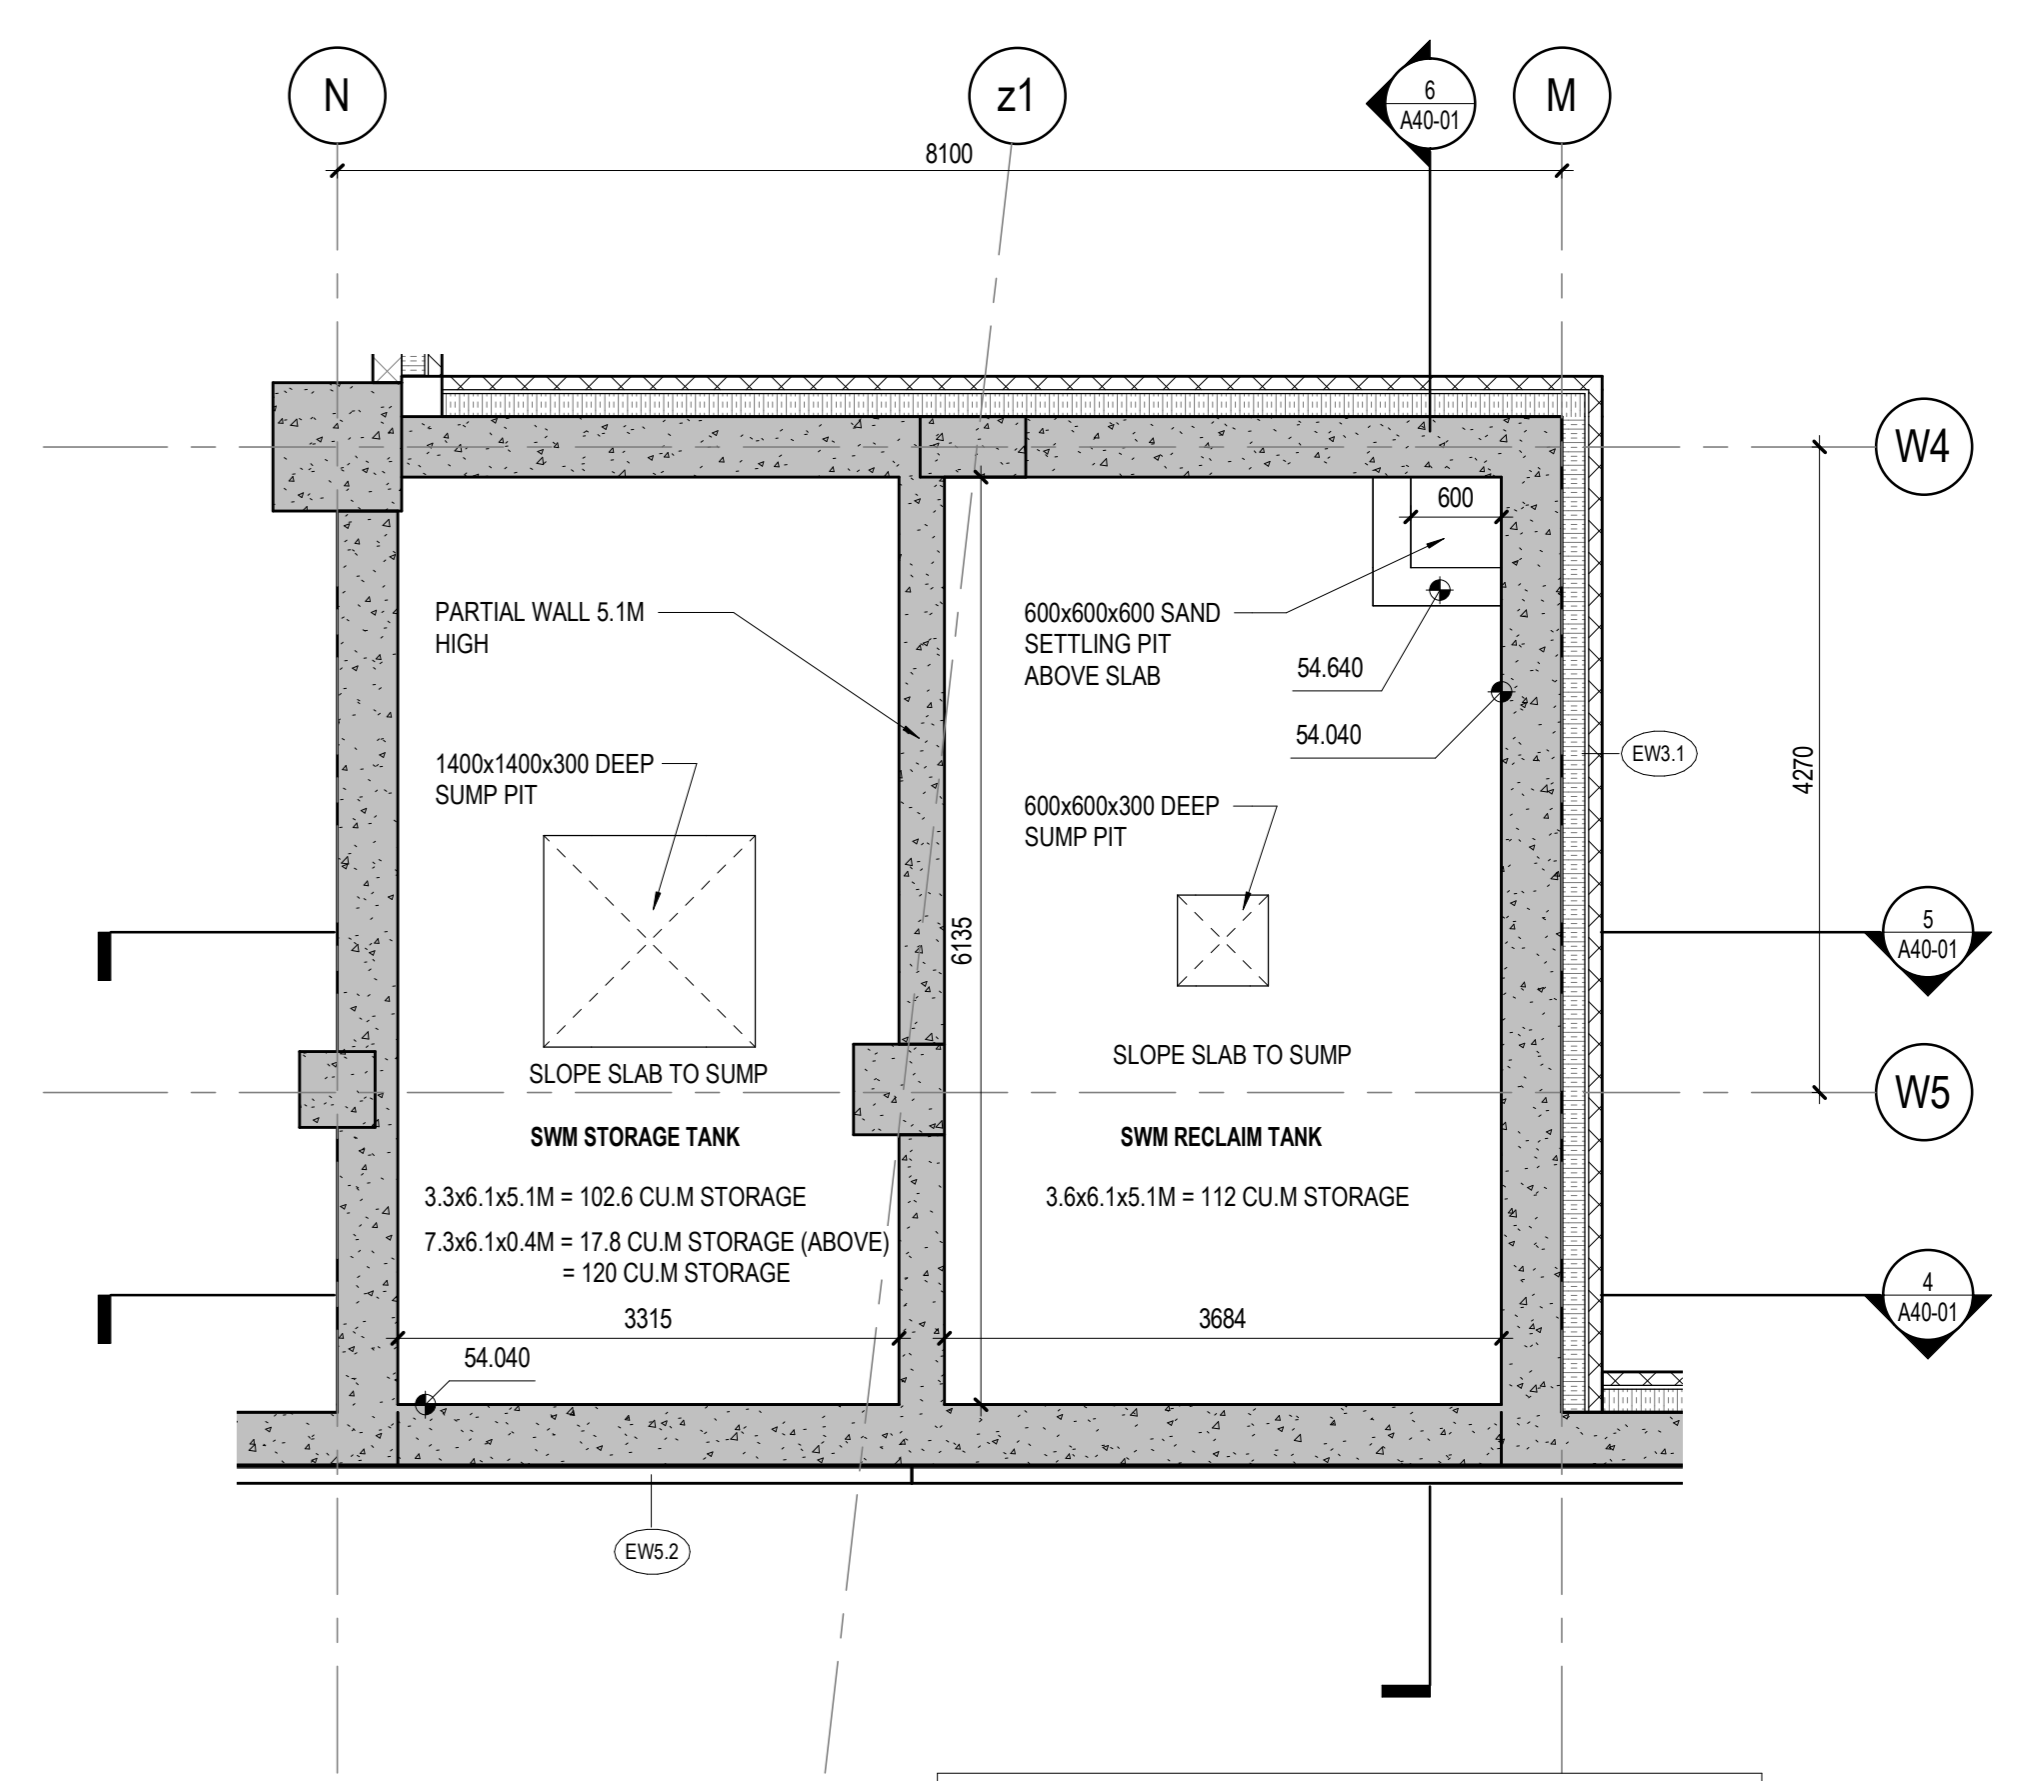 N
z1
6
A40-01
M
8100
W4
600
PARTIAL WALL 5.1M
HIGH
600x600x600 SAND
SETTLING PIT
ABOVE SLAB
54.640
54.040
EW3.1
4270
1400x1400x300 DEEP
SUMP PIT
600x600x300 DEEP
SUMP PIT
6135
5
A40-01
SLOPE SLAB TO SUMP
SLOPE SLAB TO SUMP
W5
SWM STORAGE TANK
SWM RECLAIM TANK
3.3x6.1x5.1M = 102.6 CU.M STORAGE
3.6x6.1x5.1M = 112 CU.M STORAGE
7.3x6.1x0.4M = 17.8 CU.M STORAGE (ABOVE)
= 120 CU.M STORAGE
4
A40-01
3315
3684
54.040
EW5.2